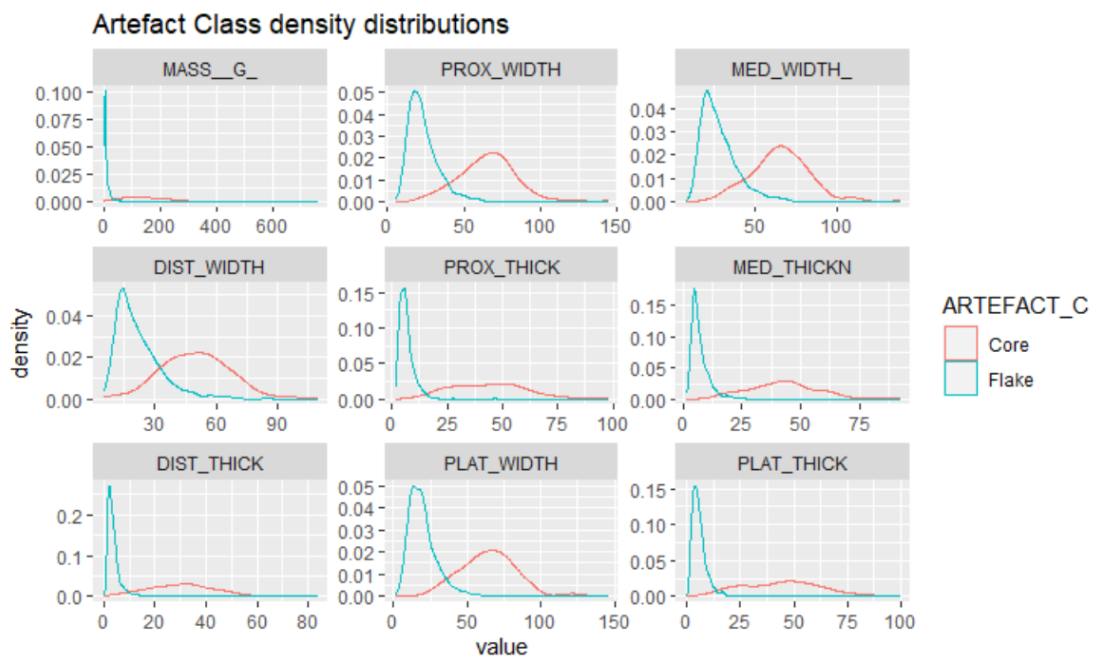 Artefact Class density distributions
MASS__G_ PROX_WIDTH MED_WIDTH_
0.100 0.075 0.050 0.025 0.000
0.05 0.04 0.03 0.02 0.01 0.00
0.04 0.03 0.02 0.01 0.00
0 200 400 600
0 50 100 150
50 100
DIST_WIDTH PROX_THICK MED_THICKN
0.04 0.02 0.00
0.15 0.10 0.05 0.00
0.15 0.10 0.05 0.00
30 60 90
0 25 50 75 100
0 25 50 75
DIST_THICK PLAT_WIDTH PLAT_THICK
0.2 0.1 0.0
0.05 0.04 0.03 0.02 0.01 0.00
0.15 0.10 0.05 0.00
0 20 40 60 80
0 50 100 150
0 25 50 75 100
density
value
ARTEFACT_C
Core
Flake